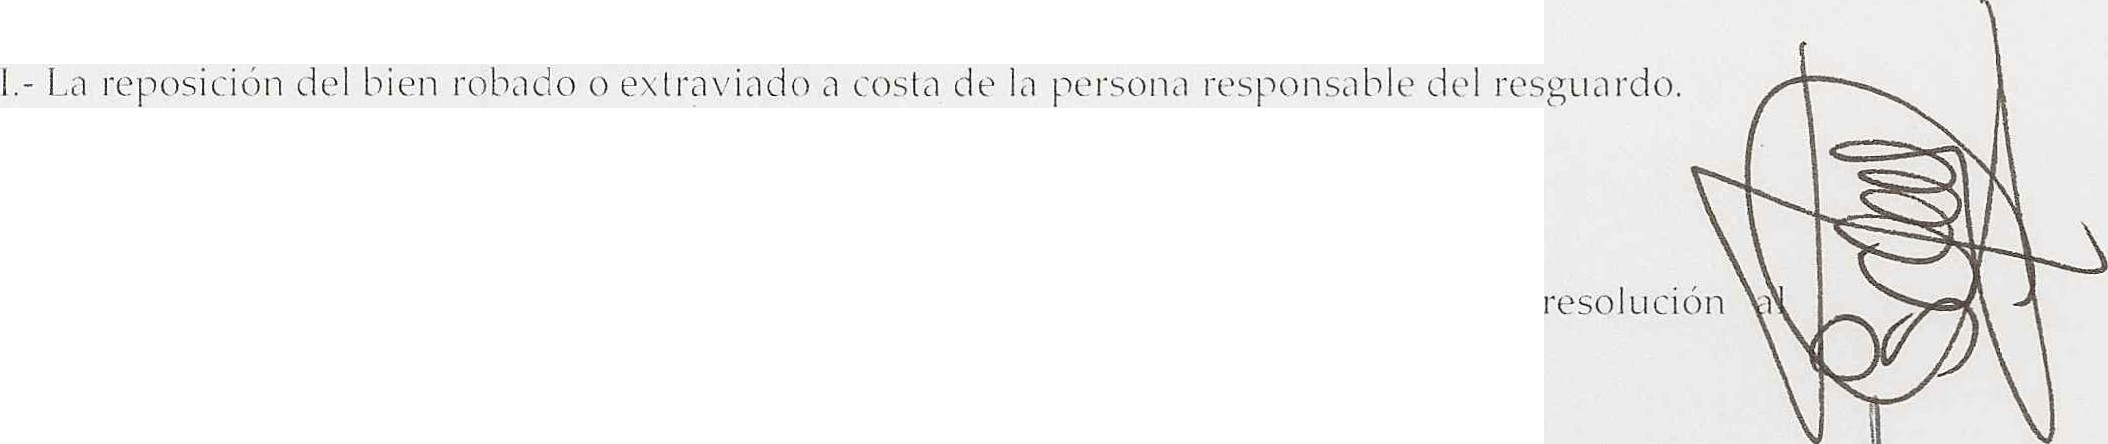 I.- La reposición del bien robado o extraviado a costa de la persona responsable del resguardo.
resolución al